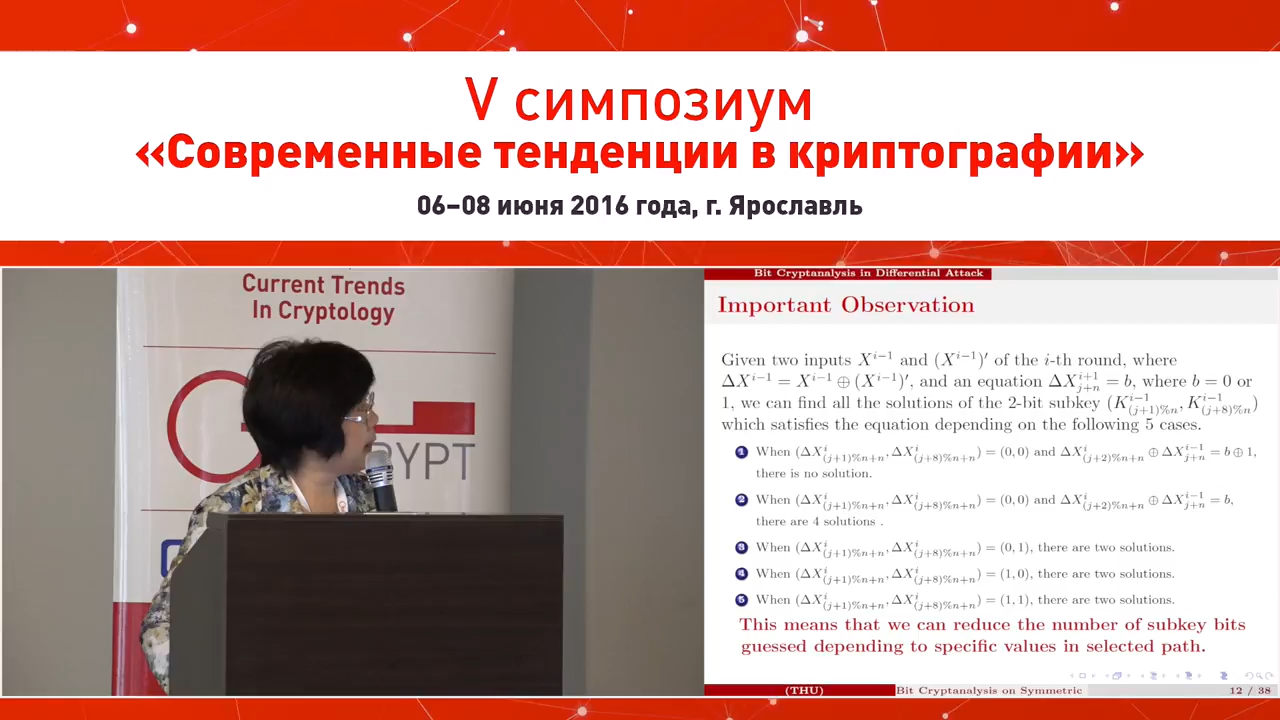 V симпозиум
«Современные тенденции в криптографии»
06–08 июня 2016 года, г. Ярославль
Current Trends
In Cryptology
RYPT
Bit Cryptanalysis in Differential Attack
Important Observation
Given two inputs X^{i−1} and (X^{i−1})′ of the i-th round, where
ΔX^{i−1} = X^{i−1} ⊕ (X^{i−1})′, and an equation ΔX^{i+1}_{j+n} = b, where b = 0 or
1, we can find all the solutions of the 2-bit subkey (K^{i−1}_{(j+1)%n}, K^{i−1}_{(j+8)%n})
which satisfies the equation depending on the following 5 cases.
1 When (ΔX^i_{(j+1)%n+n}, ΔX^i_{(j+8)%n+n}) = (0, 0) and ΔX^i_{(j+2)%n+n} ⊕ ΔX^{i−1}_{j+n} = b ⊕ 1,
there is no solution.
2 When (ΔX^i_{(j+1)%n+n}, ΔX^i_{(j+8)%n+n}) = (0, 0) and ΔX^i_{(j+2)%n+n} ⊕ ΔX^{i−1}_{j+n} = b,
there are 4 solutions .
3 When (ΔX^i_{(j+1)%n+n}, ΔX^i_{(j+8)%n+n}) = (0, 1), there are two solutions.
4 When (ΔX^i_{(j+1)%n+n}, ΔX^i_{(j+8)%n+n}) = (1, 0), there are two solutions.
5 When (ΔX^i_{(j+1)%n+n}, ΔX^i_{(j+8)%n+n}) = (1, 1), there are two solutions.
This means that we can reduce the number of subkey bits
guessed depending to specific values in selected path.
(THU) Bit Cryptanalysis on Symmetric 12 / 38